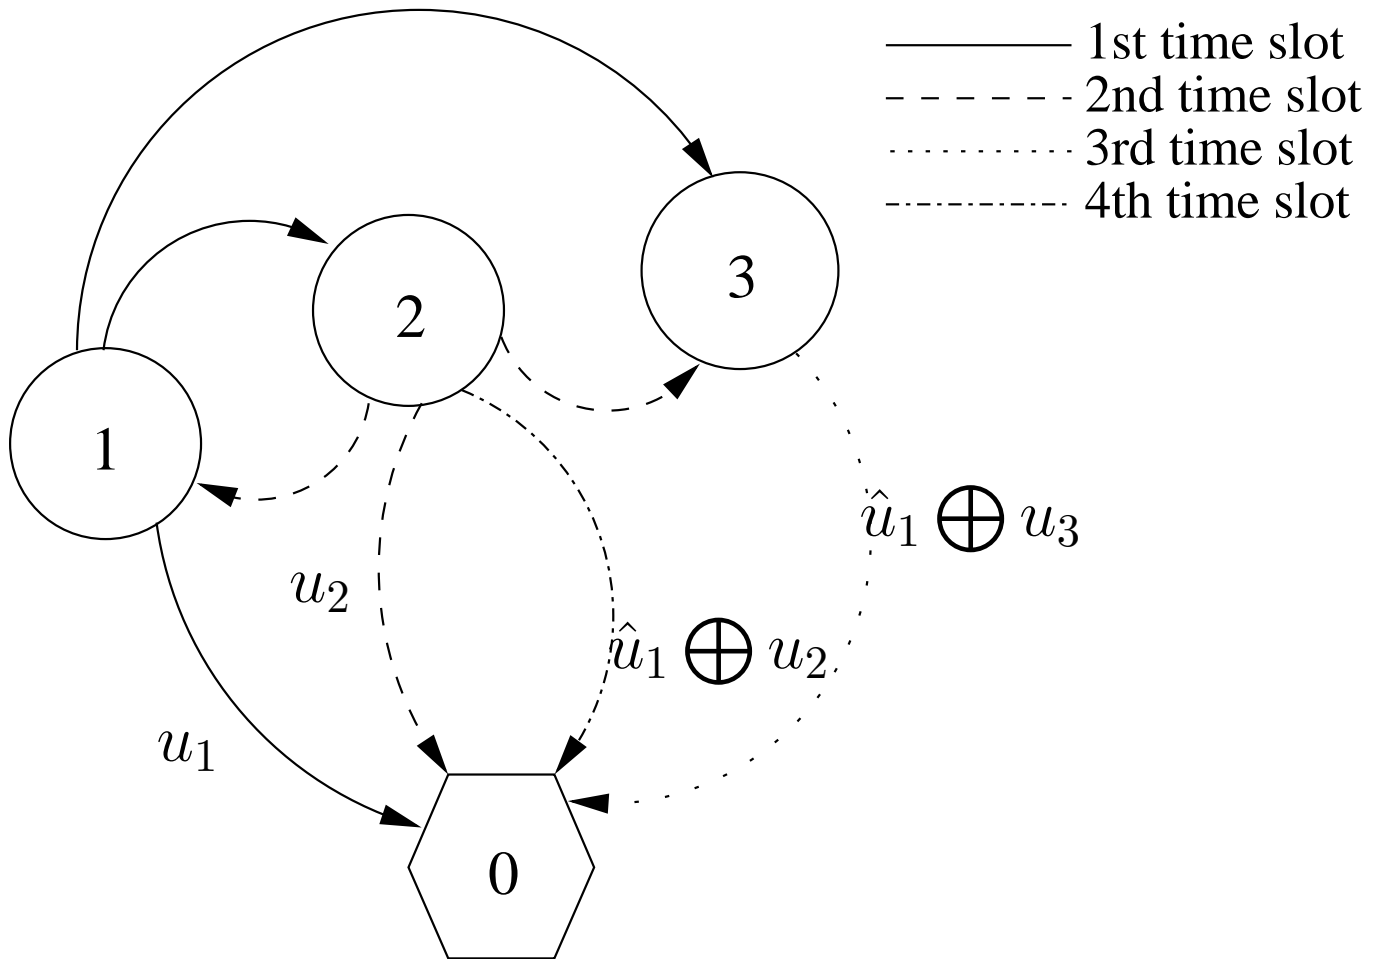 1st time slot
2nd time slot
3rd time slot
4th time slot
3
2
1
û₁ ⨁ u₃
u₂
û₁ ⨁ u₂
u₁
0